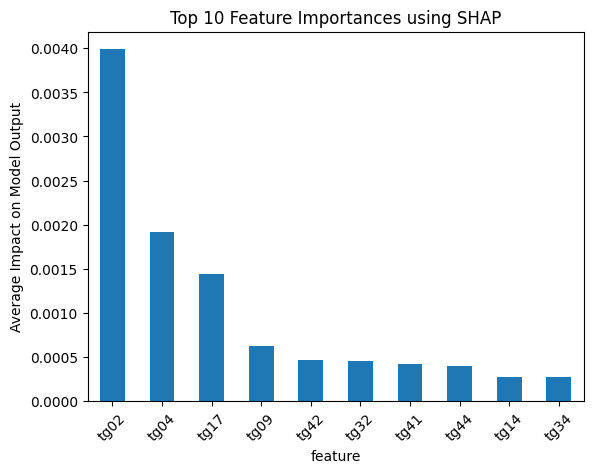 Top 10 Feature Importances using SHAP
Average Impact on Model Output
0.0040
0.0035
0.0030
0.0025
0.0020
0.0015
0.0010
0.0005
0.0000
tg02 tg04 tg17 tg09 tg42 tg32 tg41 tg44 tg14 tg34
feature